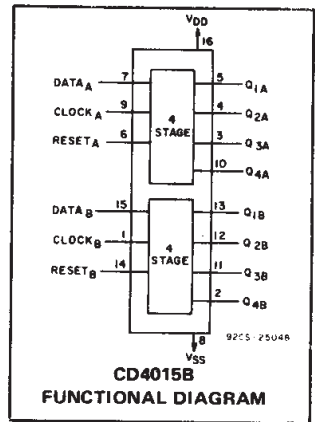 VDD
16
DATAA 7 5 Q1A
CLOCKA 9 4 Q2A
4 STAGE
RESETA 6 3 Q3A
10 Q4A
DATAB 15 13 Q1B
CLOCKB 1 12 Q2B
4 STAGE
RESETB 14 11 Q3B
2 Q4B
8
VSS
92CS-25048
CD4015B
FUNCTIONAL DIAGRAM